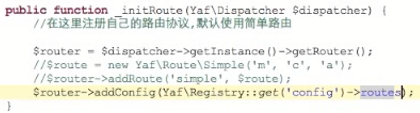 public function _initRoute(Yaf\Dispatcher $dispatcher) {
//在这里注册自己的路由协议,默认使用简单路由
$router = $dispatcher->getInstance()->getRouter();
//$route = new Yaf\Route\Simple('m', 'c', 'a');
//$router->addRoute('simple', $route);
$router->addConfig(Yaf\Registry::get('config')->routes);
}